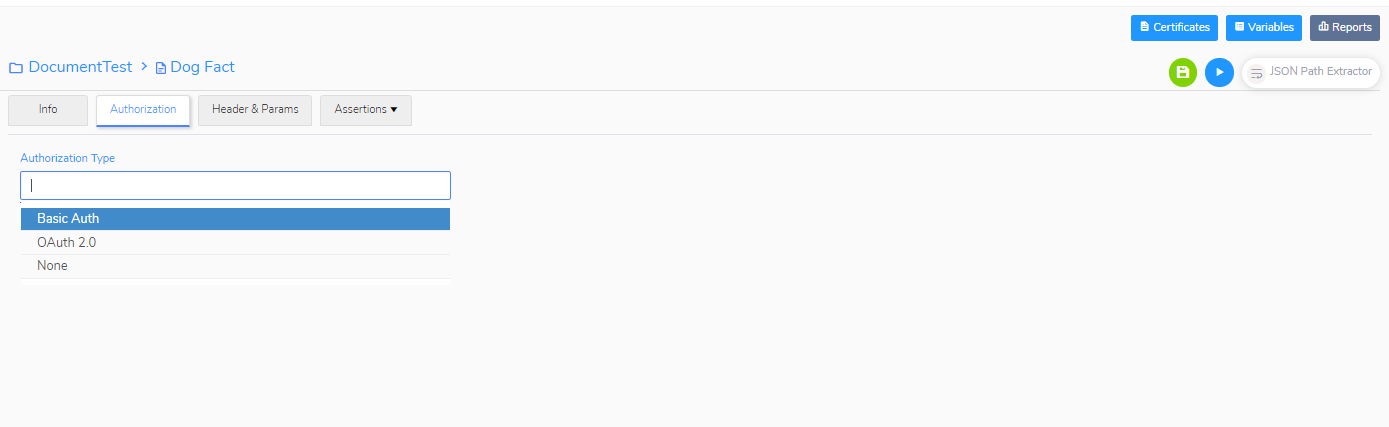 Certificates Variables Reports
DocumentTest > Dog Fact
JSON Path Extractor
Info Authorization Header & Params Assertions
Authorization Type
Basic Auth
OAuth 2.0
None